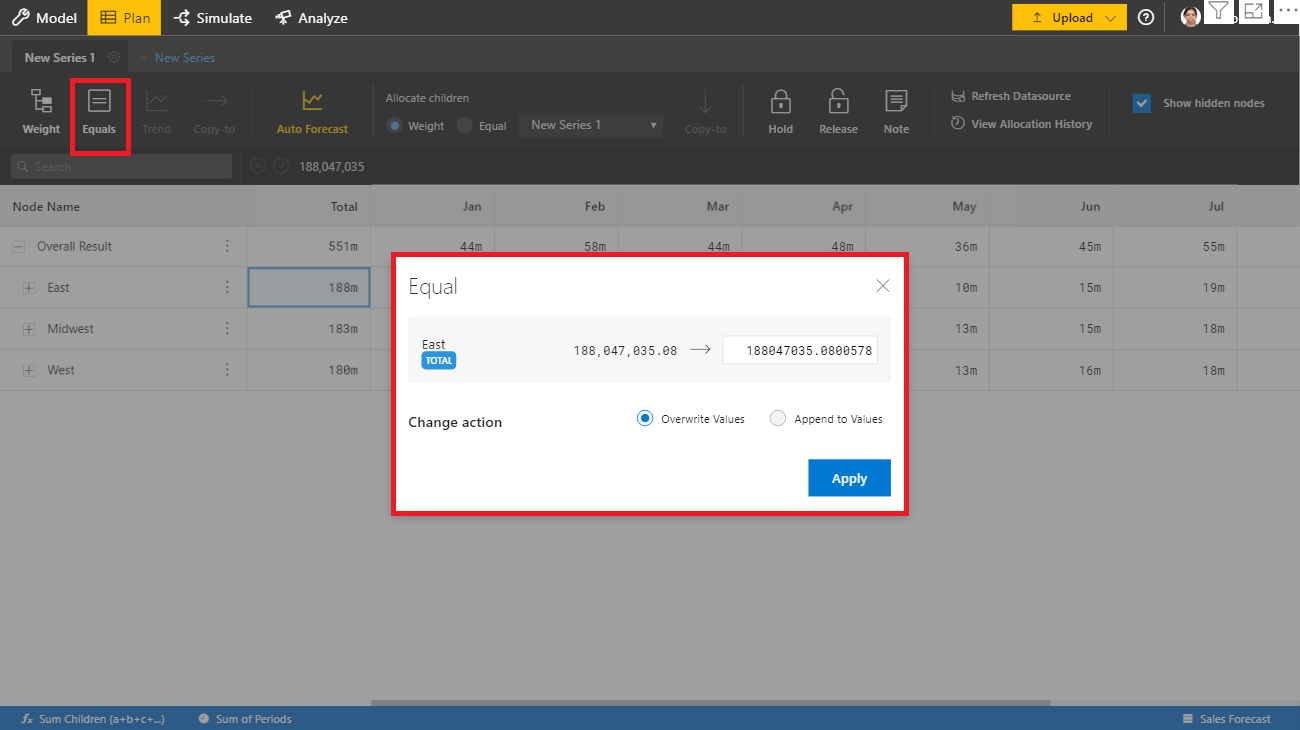 Model Plan Simulate Analyze Upload
New Series 1 + New Series
Weight Equals Trend Copy-to Auto Forecast
Allocate children
Weight Equal New Series 1
Copy-to Hold Release Note
Refresh Datasource
View Allocation History
Show hidden nodes
Search 188,047,035
Node Name Total Jan Feb Mar Apr May Jun Jul
Overall Result 551m 44m 58m 44m 48m 36m 45m 55m
East 188m 10m 15m 19m
Midwest 183m 13m 15m 18m
West 180m 13m 16m 18m
Equal
East
TOTAL
188,047,035.08 → 188047035.0800578
Change action Overwrite Values Append to Values
Apply
fx Sum Children (a+b+c+...) Sum of Periods Sales Forecast